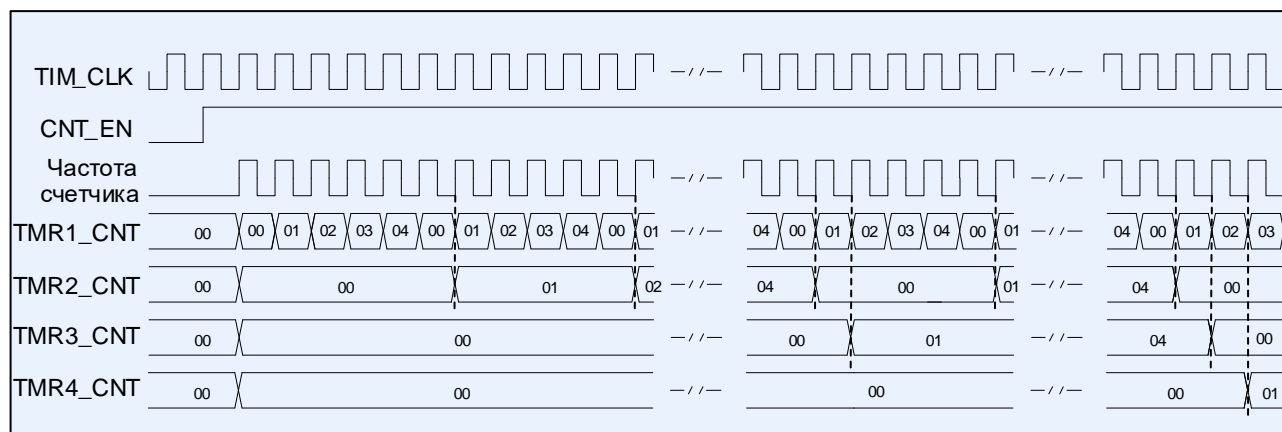 TIM_CLK — / / — — / / —
CNT_EN
Частота
счетчика — / / — — / / —
TMR1_CNT 00 00 01 02 03 04 00 01 02 03 04 00 01 — / / — 04 00 01 02 03 04 00 01 — / / — 04 00 01 02 03
TMR2_CNT 00 00 01 02 — / / — 04 00 01 — / / — 04 00
TMR3_CNT 00 00 — / / — 00 01 — / / — 04 00
TMR4_CNT 00 00 — / / — 00 — / / — 00 01